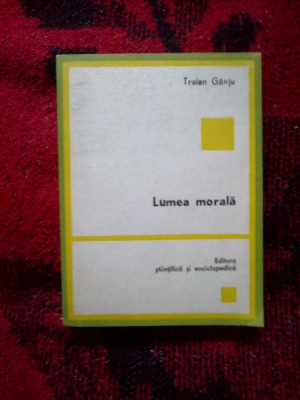 Traian Gânju
Lumea morală
Editura
științifică și enciclopedică